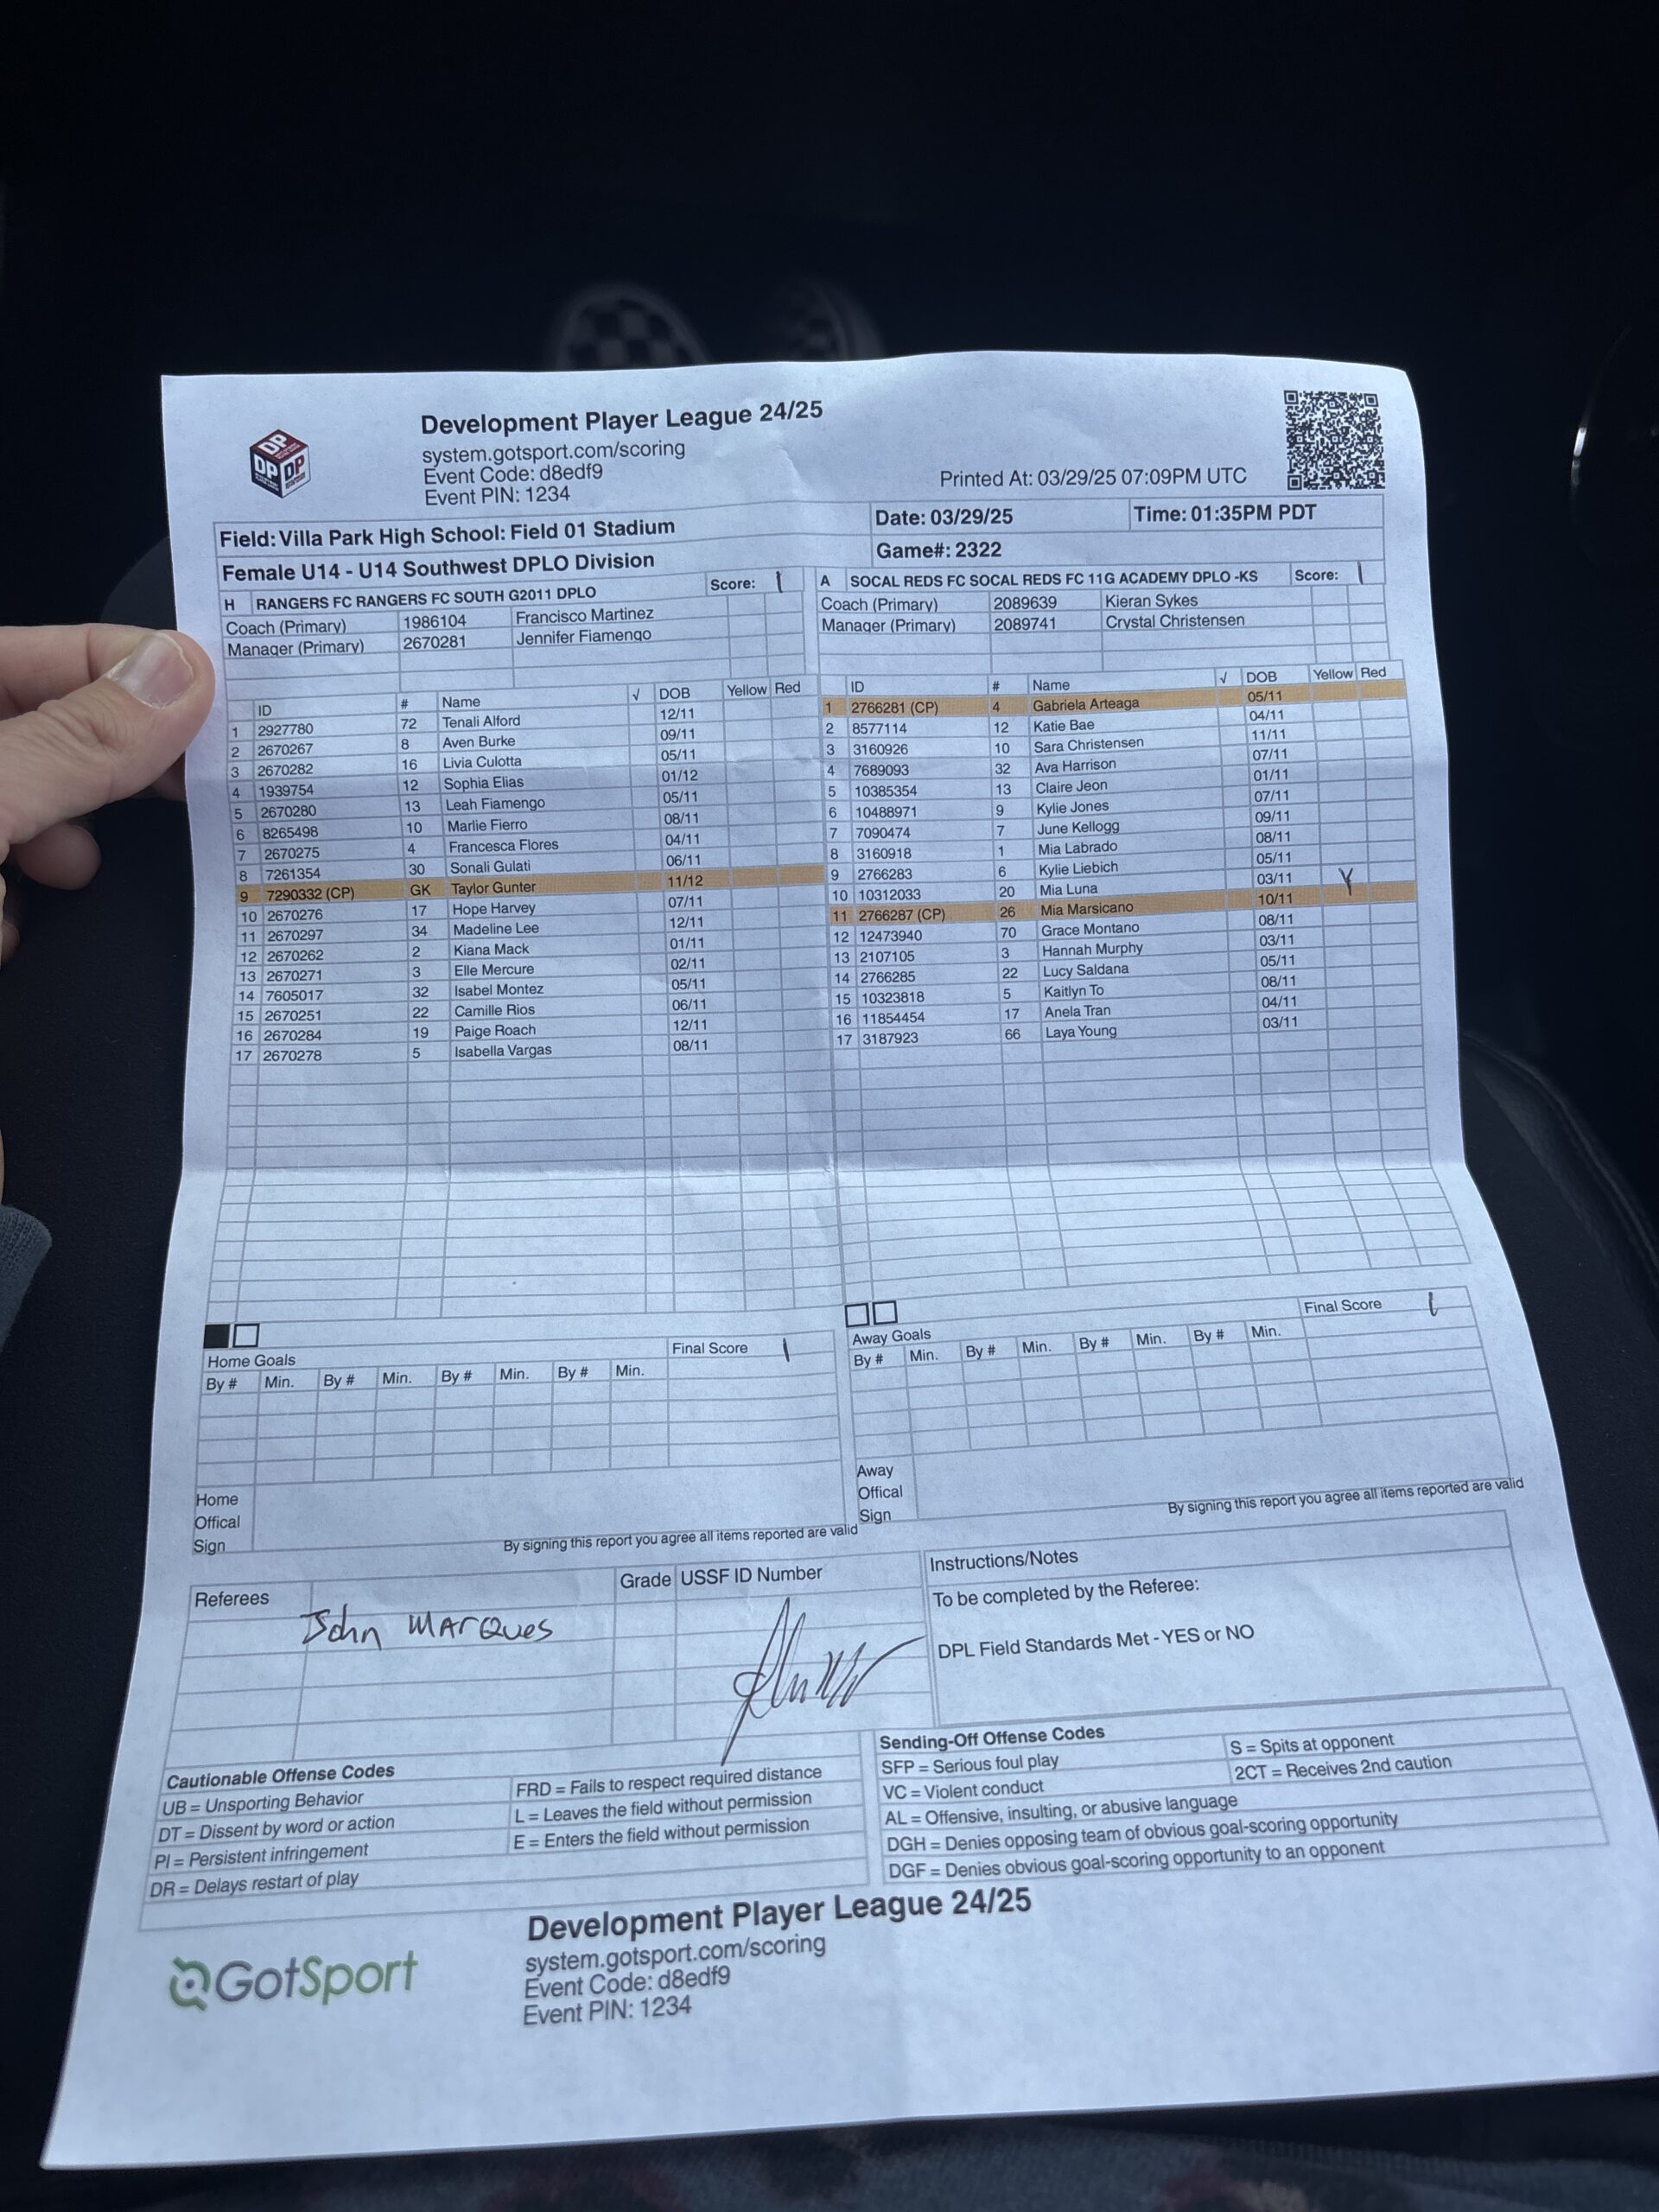 Development Player League 24/25
system.gotsport.com/scoring
Event Code: d8edf9
Event PIN: 1234
Printed At: 03/29/25 07:09PM UTC
DP DP DP
Field: Villa Park High School: Field 01 Stadium
Date: 03/29/25 Time: 01:35PM PDT
Female U14 - U14 Southwest DPLO Division
Game#: 2322
H RANGERS FC RANGERS FC SOUTH G2011 DPLO Score: 1
Coach (Primary) 1986104 Francisco Martinez
Manager (Primary) 2670281 Jennifer Fiamengo
A SOCAL REDS FC SOCAL REDS FC 11G ACADEMY DPLO -KS Score: 1
Coach (Primary) 2089639 Kieran Sykes
Manager (Primary) 2089741 Crystal Christensen
ID # Name √ DOB Yellow Red
1 2927780 72 Tenali Alford 12/11
2 2670267 8 Aven Burke 09/11
3 2670282 16 Livia Culotta 05/11
4 1939754 12 Sophia Elias 01/12
5 2670280 13 Leah Fiamengo 05/11
6 8265498 10 Marlie Fierro 08/11
7 2670275 4 Francesca Flores 04/11
8 7261354 30 Sonali Gulati 06/11
9 7290332 (CP) GK Taylor Gunter 11/12
10 2670276 17 Hope Harvey 07/11
11 2670297 34 Madeline Lee 12/11
12 2670262 2 Kiana Mack 01/11
13 2670271 3 Elle Mercure 02/11
14 7605017 32 Isabel Montez 05/11
15 2670251 22 Camille Rios 06/11
16 2670284 19 Paige Roach 12/11
17 2670278 5 Isabella Vargas 08/11
ID # Name √ DOB Yellow Red
1 2766281 (CP) 4 Gabriela Arteaga 05/11
2 8577114 12 Katie Bae 04/11
3 3160926 10 Sara Christensen 11/11
4 7689093 32 Ava Harrison 07/11
5 10385354 13 Claire Jeon 01/11
6 10488971 9 Kylie Jones 07/11
7 7090474 7 June Kellogg 09/11
8 3160918 1 Mia Labrado 08/11
9 2766283 6 Kylie Liebich 05/11
10 10312033 20 Mia Luna 03/11 Y
11 2766287 (CP) 26 Mia Marsicano 10/11
12 12473940 70 Grace Montano 08/11
13 2107105 3 Hannah Murphy 03/11
14 2766285 22 Lucy Saldana 05/11
15 10323818 5 Kaitlyn To 08/11
16 11854454 17 Anela Tran 04/11
17 3187923 66 Laya Young 03/11
Home Goals Final Score 1
By # Min. By # Min. By # Min. By # Min.
Away Goals Final Score 1
By # Min. By # Min. By # Min. By # Min.
Home
Offical
Sign
By signing this report you agree all items reported are valid
Away
Offical
Sign
By signing this report you agree all items reported are valid
Referees Grade USSF ID Number
John MARQues
Instructions/Notes
To be completed by the Referee:
DPL Field Standards Met - YES or NO
Cautionable Offense Codes
UB = Unsporting Behavior
DT = Dissent by word or action
PI = Persistent infringement
DR = Delays restart of play
FRD = Fails to respect required distance
L = Leaves the field without permission
E = Enters the field without permission
Sending-Off Offense Codes
SFP = Serious foul play
VC = Violent conduct
AL = Offensive, insulting, or abusive language
DGH = Denies opposing team of obvious goal-scoring opportunity
DGF = Denies obvious goal-scoring opportunity to an opponent
S = Spits at opponent
2CT = Receives 2nd caution
GotSport
Development Player League 24/25
system.gotsport.com/scoring
Event Code: d8edf9
Event PIN: 1234